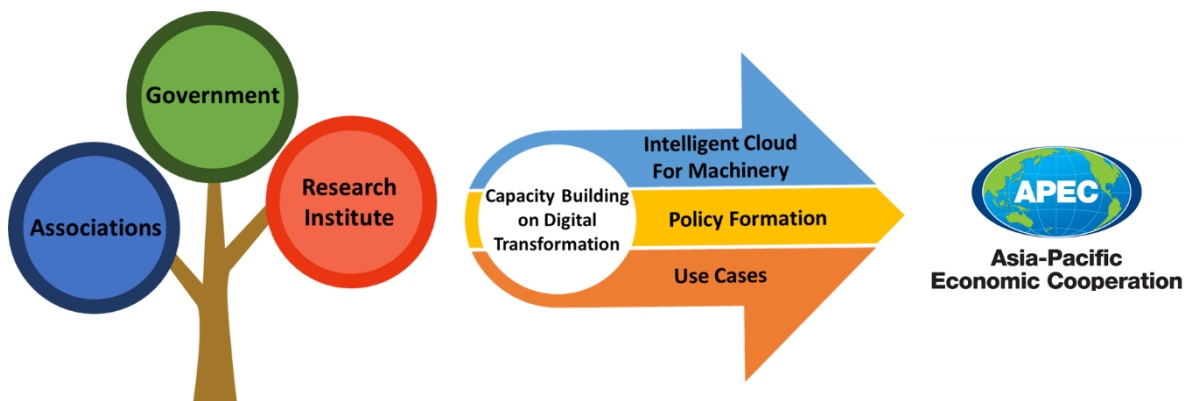 Government
Associations
Research
Institute
Capacity Building
on Digital
Transformation
Intelligent Cloud
For Machinery
Policy Formation
Use Cases
APEC
Asia-Pacific
Economic Cooperation